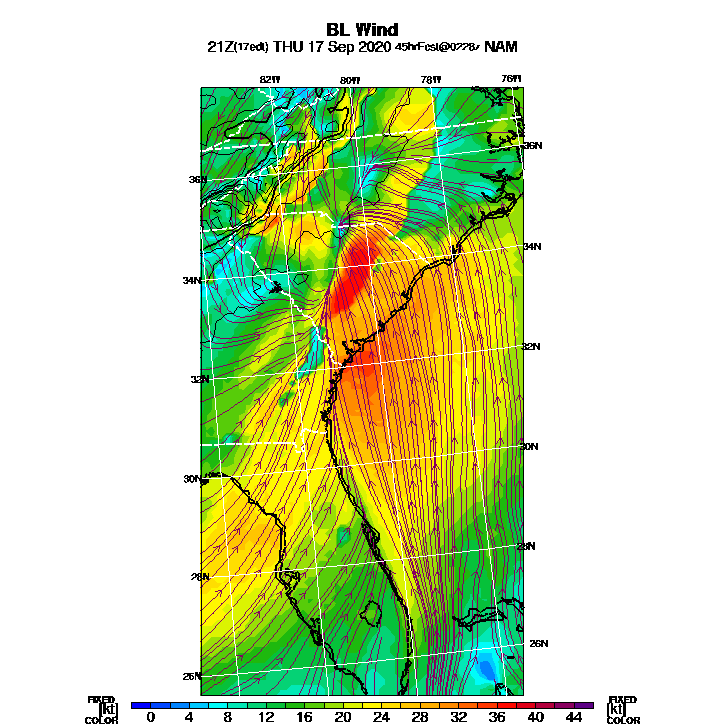 BL Wind
21Z(17edt) THU 17 Sep 2020 45hrFcst@0228z NAM
82W 80W 78W 76W
36N
36N
34N
34N
32N
32N
30N
30N
28N
28N
26N
26N
FIXED FIXED
[kt] 0 4 8 12 16 20 24 28 32 36 40 44 [kt]
COLOR COLOR